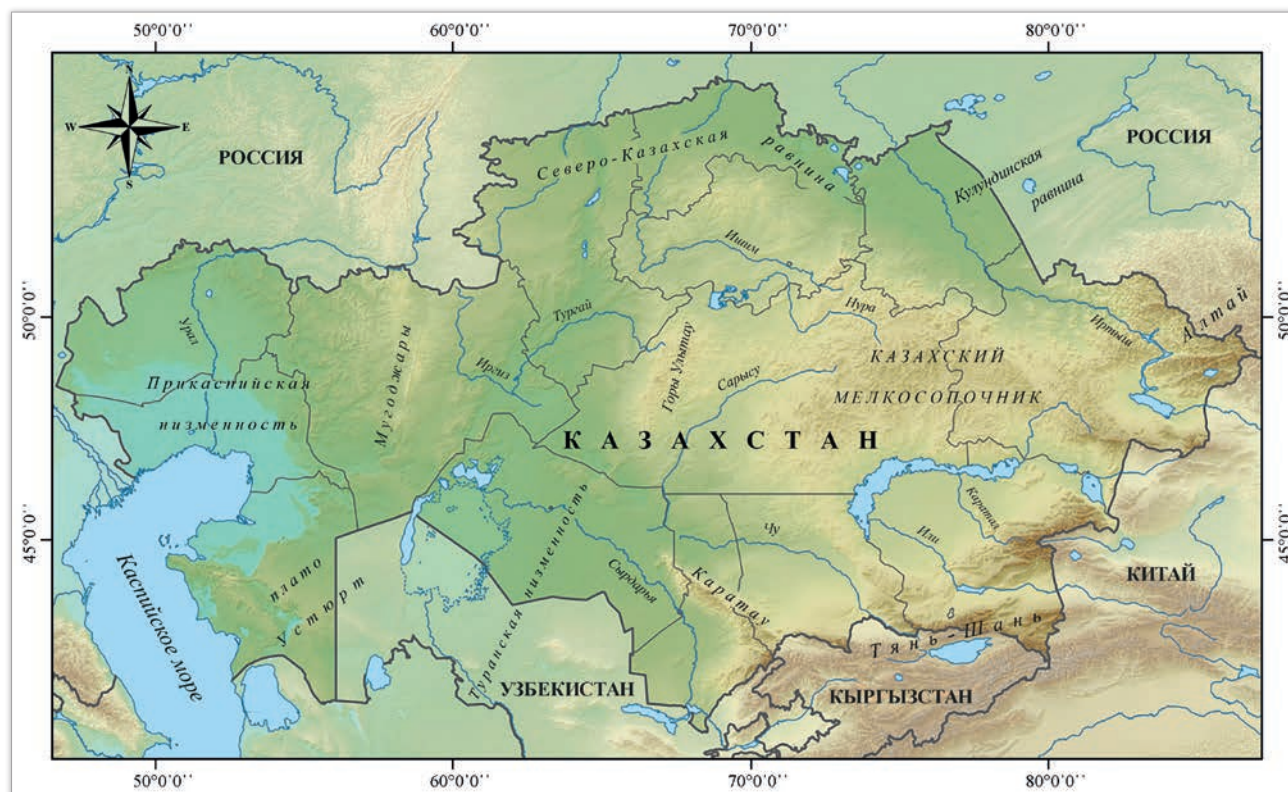 50°0'0'' 60°0'0'' 70°0'0'' 80°0'0''
N
W E
S
РОССИЯ
РОССИЯ
Северо-Казахская
равнина
Кулундинская
равнина
Ишим
50°0'0''
50°0'0''
Урал
Тургай
Нура
Иртыш
Алтай
Иргиз
Мугоджары
Горы Улытау
Сарысу
КАЗАХСКИЙ
МЕЛКОСОПОЧНИК
Прикаспийская
низменность
КАЗАХСТАН
Каратал
45°0'0''
45°0'0''
Чу
Или
Каспийское море
плато
Устюрт
Туранская низменность
Сырдарья
Каратау
КИТАЙ
в
Тянь-Шань
УЗБЕКИСТАН
КЫРГЫЗСТАН
50°0'0'' 60°0'0'' 70°0'0'' 80°0'0''